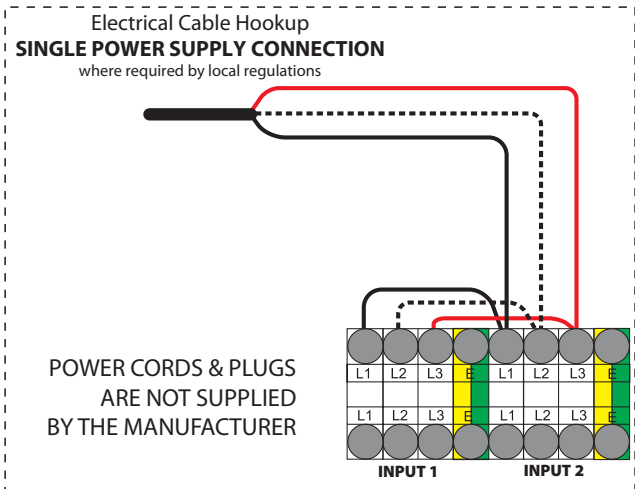 Electrical Cable Hookup
SINGLE POWER SUPPLY CONNECTION
where required by local regulations
POWER CORDS & PLUGS
ARE NOT SUPPLIED
BY THE MANUFACTURER
L1 L2 L3 E L1 L2 L3 E
L1 L2 L3 E L1 L2 L3 E
INPUT 1 INPUT 2